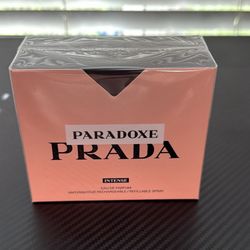 PARADOXE
PRADA
INTENSE
EAU DE PARFUM
VAPORISATEUR RECHARGEABLE / REFILLABLE SPRAY